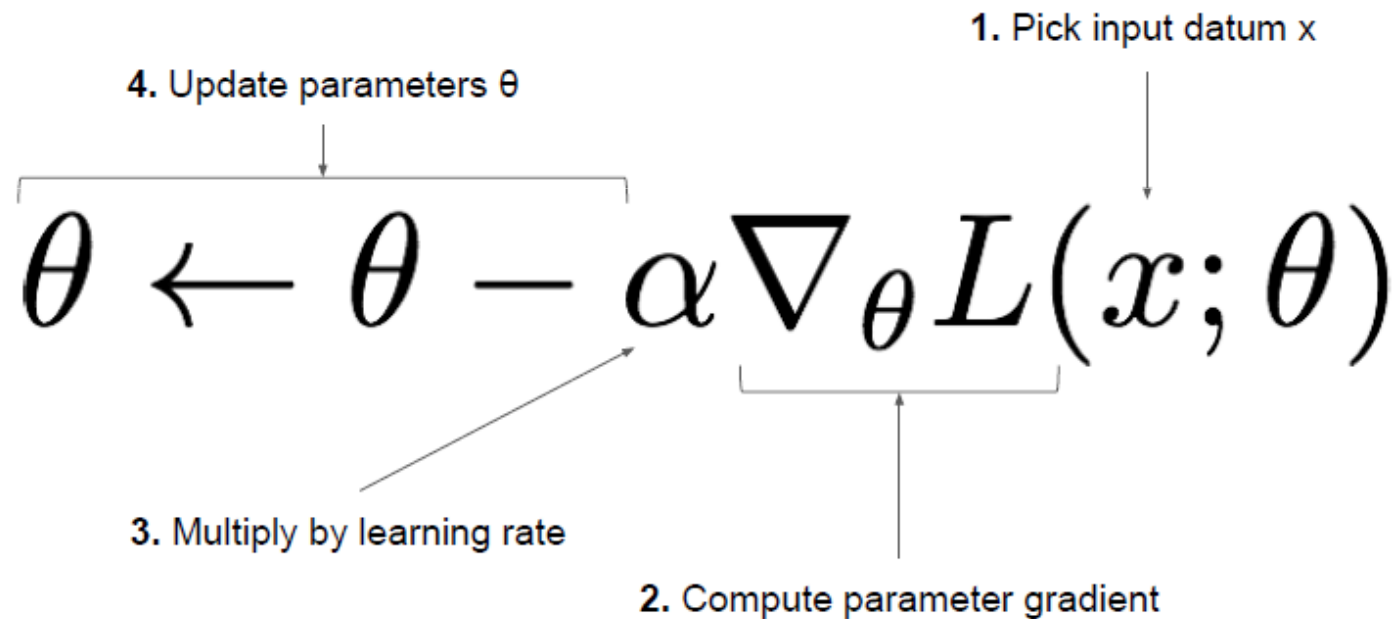 1. Pick input datum x
4. Update parameters θ
θ ← θ − α∇θL(x; θ)
3. Multiply by learning rate
2. Compute parameter gradient